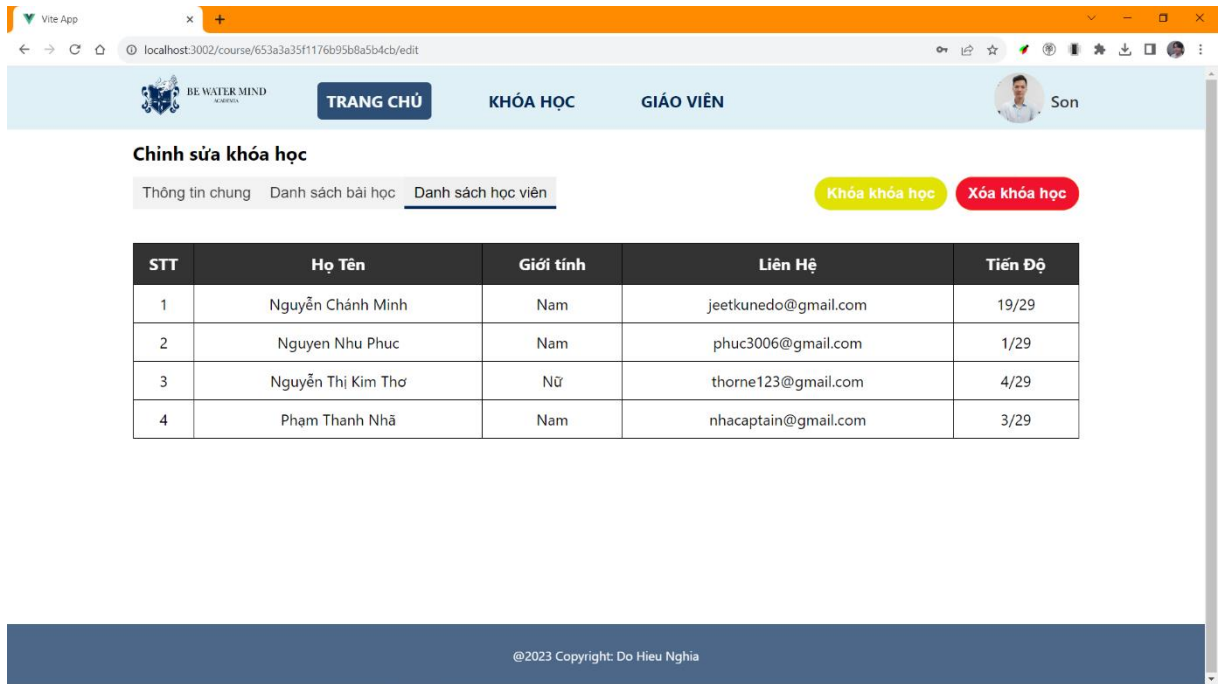 Vite App
localhost:3002/course/653a3a35f1176b95b8a5b4cb/edit
BE WATER MIND
ACADEMIA
TRANG CHỦ KHÓA HỌC GIÁO VIÊN Son
Chỉnh sửa khóa học
Thông tin chung Danh sách bài học Danh sách học viên Khóa khóa học Xóa khóa học
STT Họ Tên Giới tính Liên Hệ Tiến Độ
1 Nguyễn Chánh Minh Nam jeetkunedo@gmail.com 19/29
2 Nguyen Nhu Phuc Nam phuc3006@gmail.com 1/29
3 Nguyễn Thị Kim Thơ Nữ thorne123@gmail.com 4/29
4 Phạm Thanh Nhã Nam nhacaptain@gmail.com 3/29
@2023 Copyright: Do Hieu Nghia